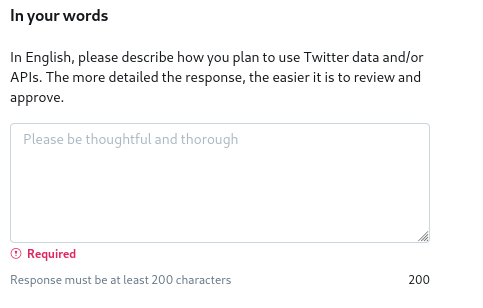 In your words
In English, please describe how you plan to use Twitter data and/or
APIs. The more detailed the response, the easier it is to review and
approve.
Please be thoughtful and thorough
Required
Response must be at least 200 characters 200